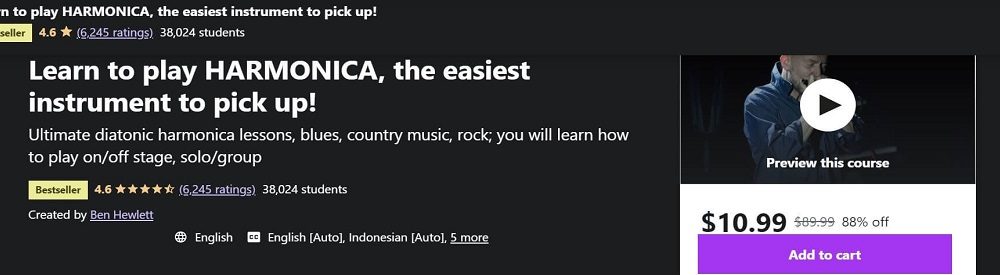 rn to play HARMONICA, the easiest instrument to pick up!
seller 4.6 (6,245 ratings) 38,024 students
Learn to play HARMONICA, the easiest
instrument to pick up!
Ultimate diatonic harmonica lessons, blues, country music, rock; you will learn how
to play on/off stage, solo/group
Bestseller 4.6 (6,245 ratings) 38,024 students
Created by Ben Hewlett
English English [Auto], Indonesian [Auto], 5 more
Preview this course
$10.99 $89.99 88% off
Add to cart